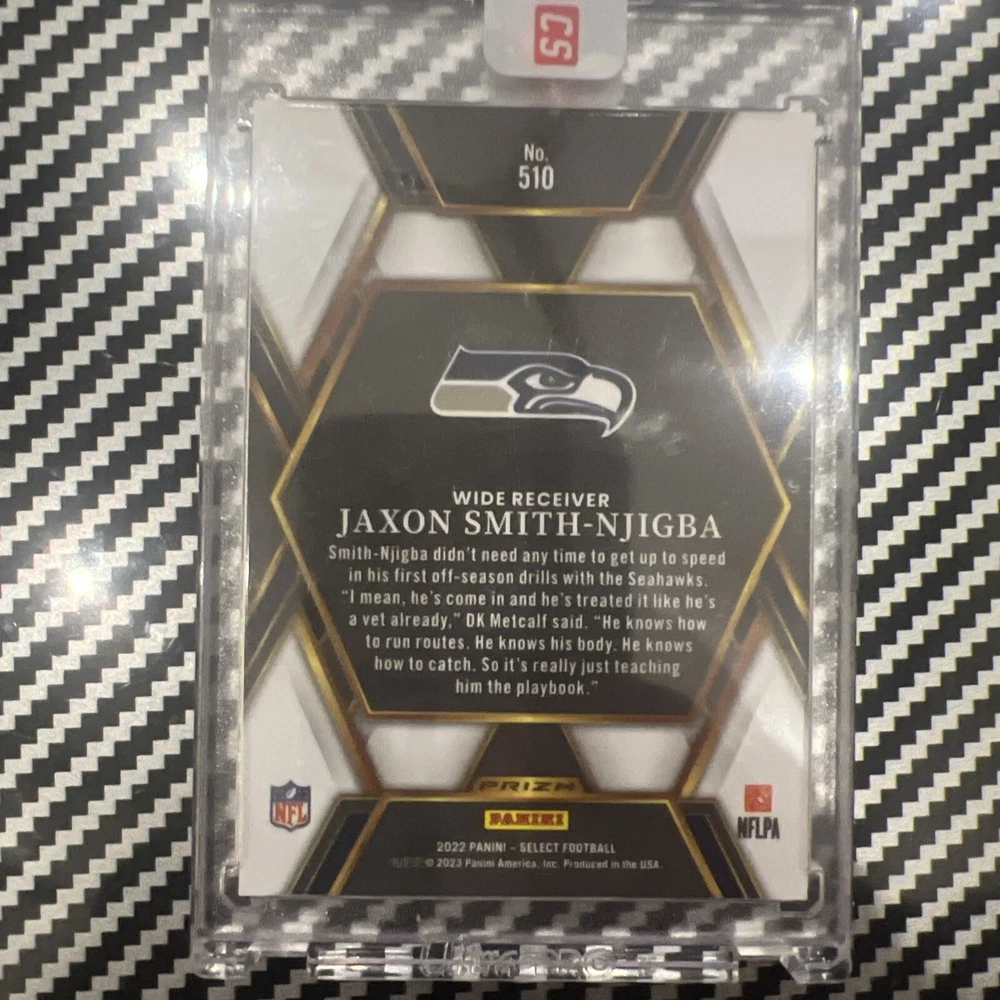 CS
No.
510
WIDE RECEIVER
JAXON SMITH-NJIGBA
Smith-Njigba didn't need any time to get up to speed
in his first off-season drills with the Seahawks.
"I mean, he's come in and he's treated it like he's
a vet already," DK Metcalf said. "He knows how
to run routes. He knows his body. He knows
how to catch. So it's really just teaching
him the playbook."
PRIZM
NFL
PANINI
NFLPA
2022 PANINI – SELECT FOOTBALL
© 2023 Panini America, Inc. Produced in the USA.